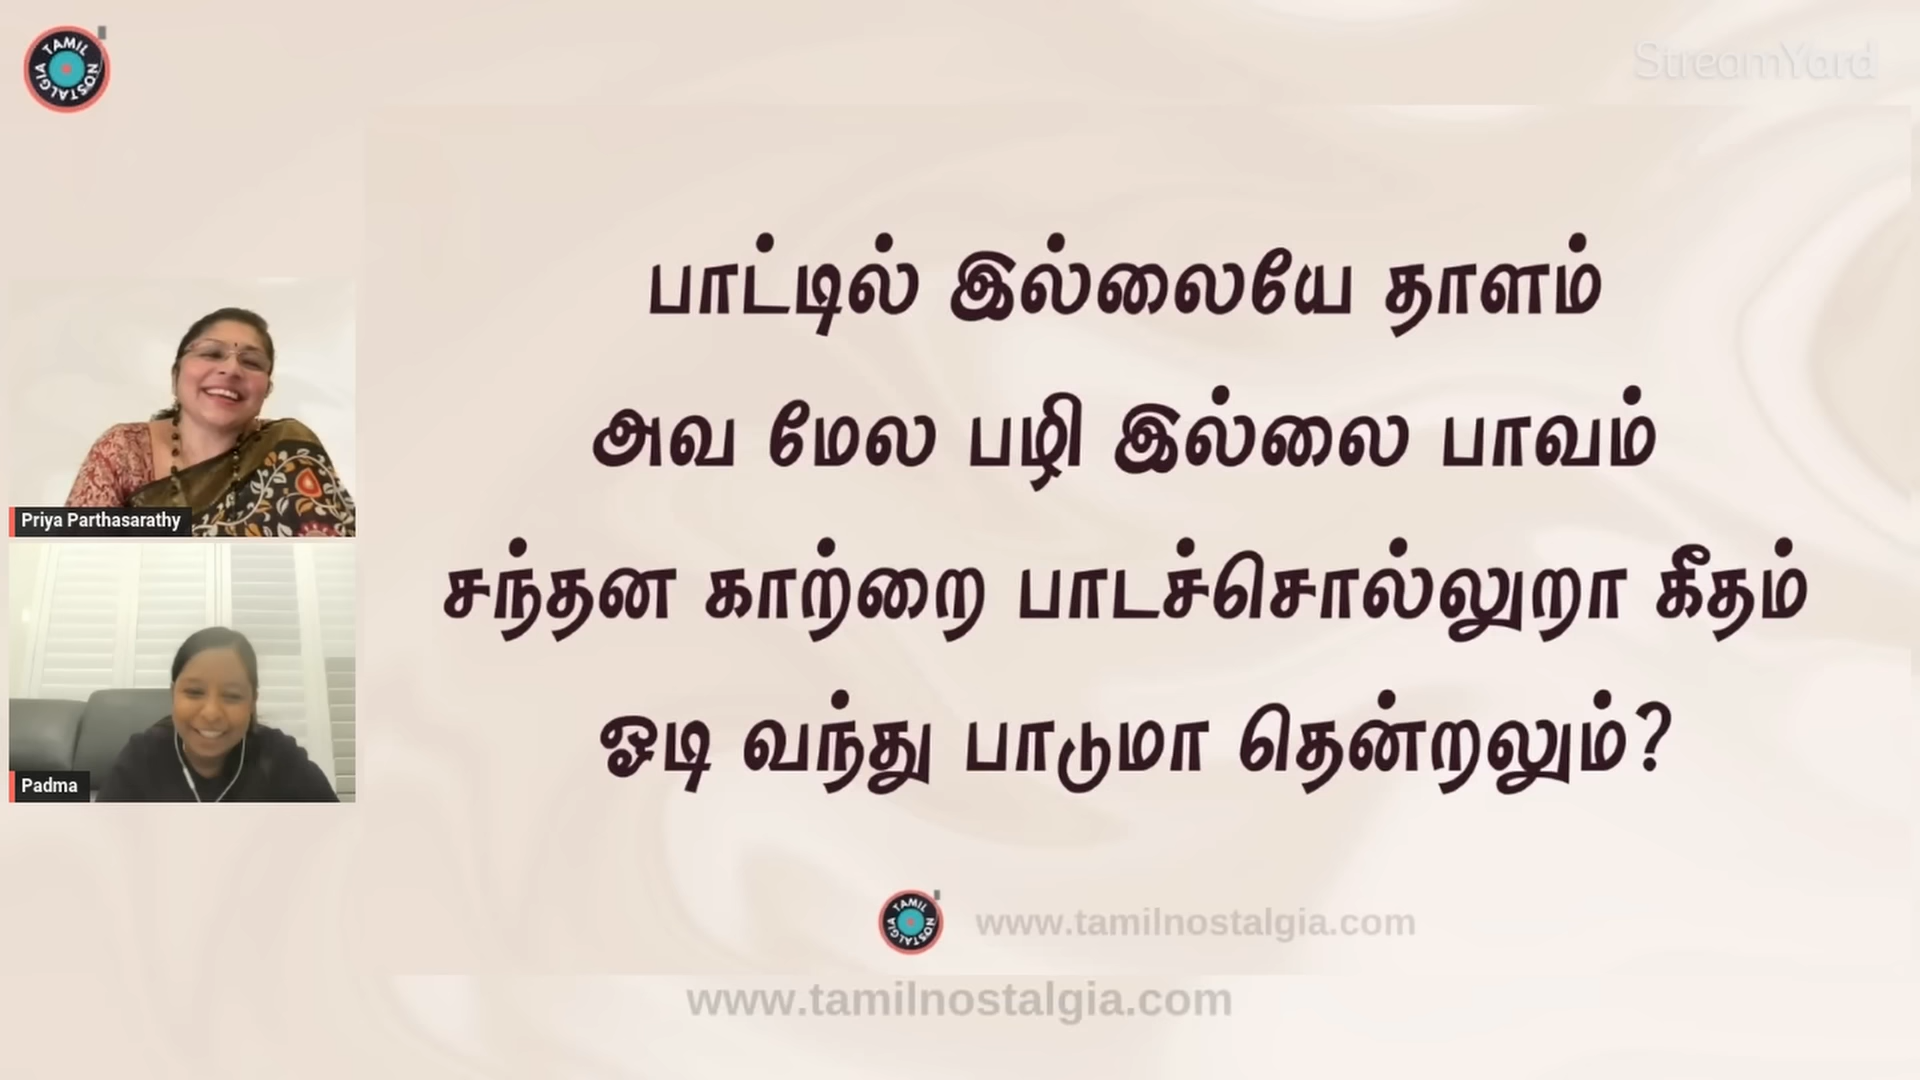 TAMIL NOSTALGIA
StreamYard
பாட்டில் இல்லையே தாளம்
அவ மேல பழி இல்லை பாவம்
சந்தன காற்றை பாடச்சொல்லுறா கீதம்
ஓடி வந்து பாடுமா தென்றலும்?
Priya Parthasarathy
Padma
TAMIL NOSTALGIA
www.tamilnostalgia.com
www.tamilnostalgia.com